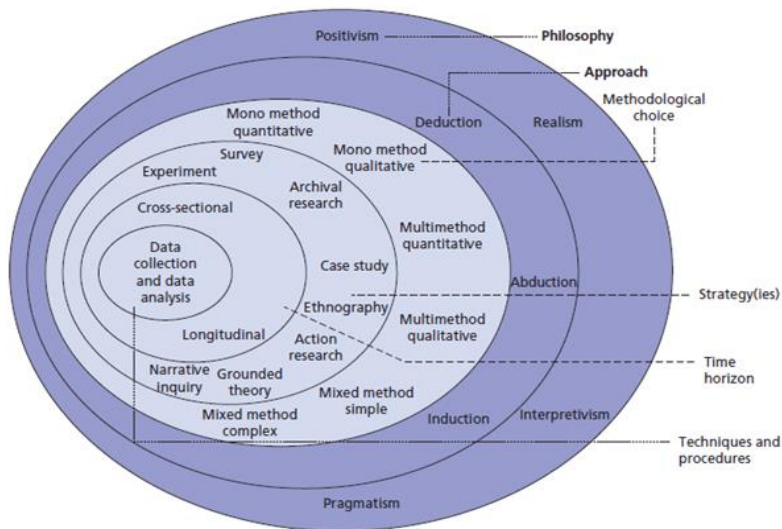 Positivism
Philosophy
Approach
Methodological
choice
Mono method
quantitative
Deduction
Realism
Survey
Mono method
qualitative
Experiment
Archival
research
Cross-sectional
Multimethod
quantitative
Data
collection
and data
analysis
Case study
Abduction
Strategy(ies)
Ethnography
Multimethod
qualitative
Longitudinal
Action
research
Time
horizon
Narrative
inquiry
Grounded
theory
Mixed method
simple
Mixed method
complex
Induction
Interpretivism
Techniques and
procedures
Pragmatism